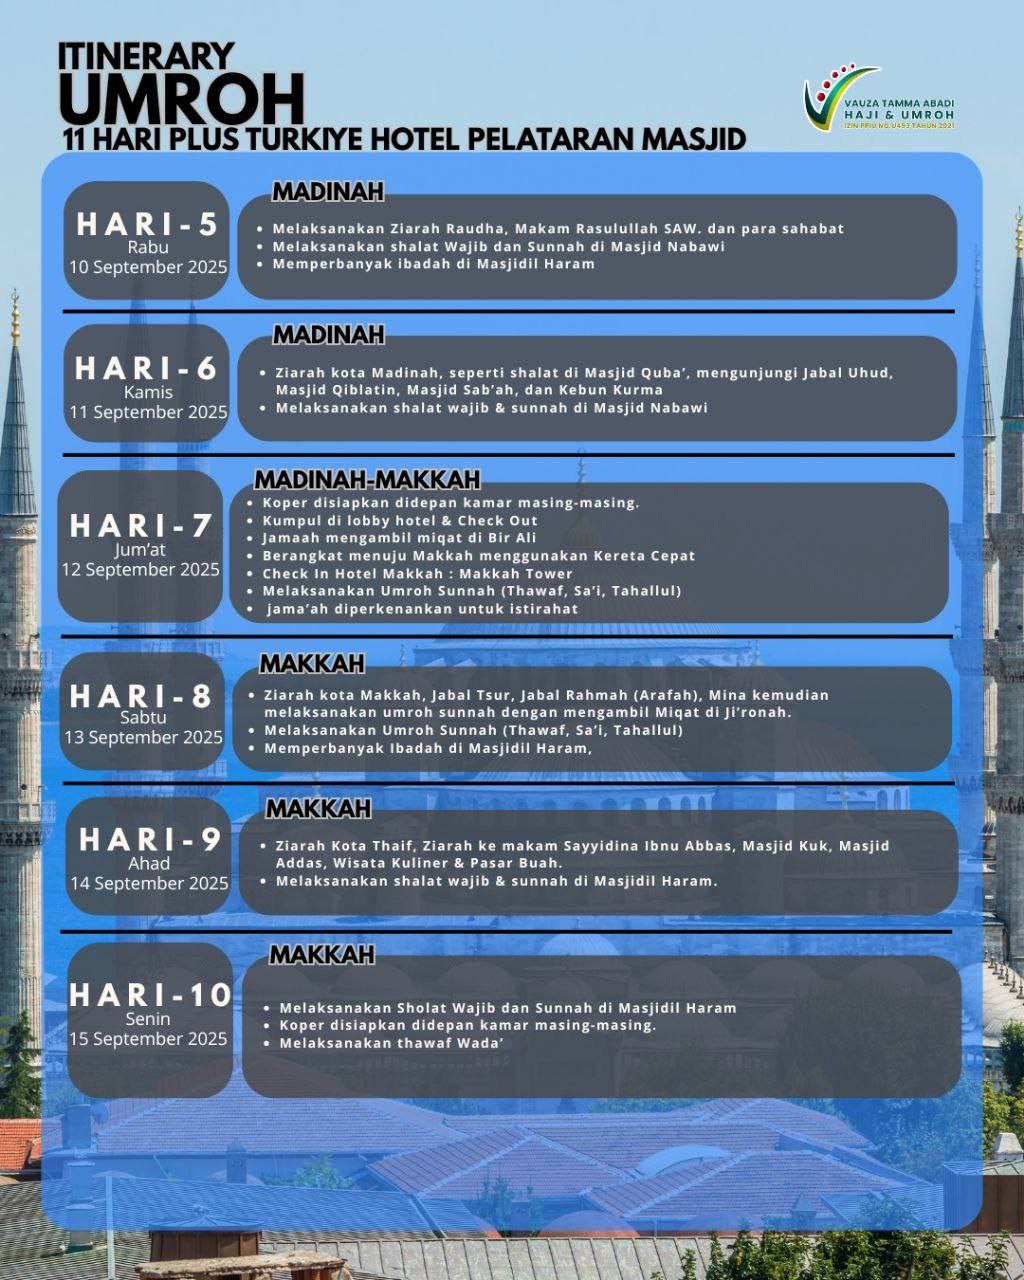 ITINERARY
UMROH
11 HARI PLUS TURKIYE HOTEL PELATARAN MASJID
VAUZA TAMMA ABADI
HAJI & UMROH
IZIN PPIU NO.U493 TAHUN 2021
HARI-5
Rabu
10 September 2025
MADINAH
• Melaksanakan Ziarah Raudha, Makam Rasulullah SAW. dan para sahabat
• Melaksanakan shalat Wajib dan Sunnah di Masjid Nabawi
• Memperbanyak ibadah di Masjidil Haram
HARI-6
Kamis
11 September 2025
MADINAH
• Ziarah kota Madinah, seperti shalat di Masjid Quba’, mengunjungi Jabal Uhud,
Masjid Qiblatin, Masjid Sab’ah, dan Kebun Kurma
• Melaksanakan shalat wajib & sunnah di Masjid Nabawi
HARI-7
Jum’at
12 September 2025
MADINAH-MAKKAH
• Koper disiapkan didepan kamar masing-masing.
• Kumpul di lobby hotel & Check Out
• Jamaah mengambil miqat di Bir Ali
• Berangkat menuju Makkah menggunakan Kereta Cepat
• Check In Hotel Makkah : Makkah Tower
• Melaksanakan Umroh Sunnah (Thawaf, Sa’i, Tahallul)
• jama’ah diperkenankan untuk istirahat
HARI-8
Sabtu
13 September 2025
MAKKAH
• Ziarah kota Makkah, Jabal Tsur, Jabal Rahmah (Arafah), Mina kemudian
melaksanakan umroh sunnah dengan mengambil Miqat di Ji’ronah.
• Melaksanakan Umroh Sunnah (Thawaf, Sa’i, Tahallul)
• Memperbanyak Ibadah di Masjidil Haram,
HARI-9
Ahad
14 September 2025
MAKKAH
• Ziarah Kota Thaif, Ziarah ke makam Sayyidina Ibnu Abbas, Masjid Kuk, Masjid
Addas, Wisata Kuliner & Pasar Buah.
• Melaksanakan shalat wajib & sunnah di Masjidil Haram.
HARI-10
Senin
15 September 2025
MAKKAH
• Melaksanakan Sholat Wajib dan Sunnah di Masjidil Haram
• Koper disiapkan didepan kamar masing-masing.
• Melaksanakan thawaf Wada’